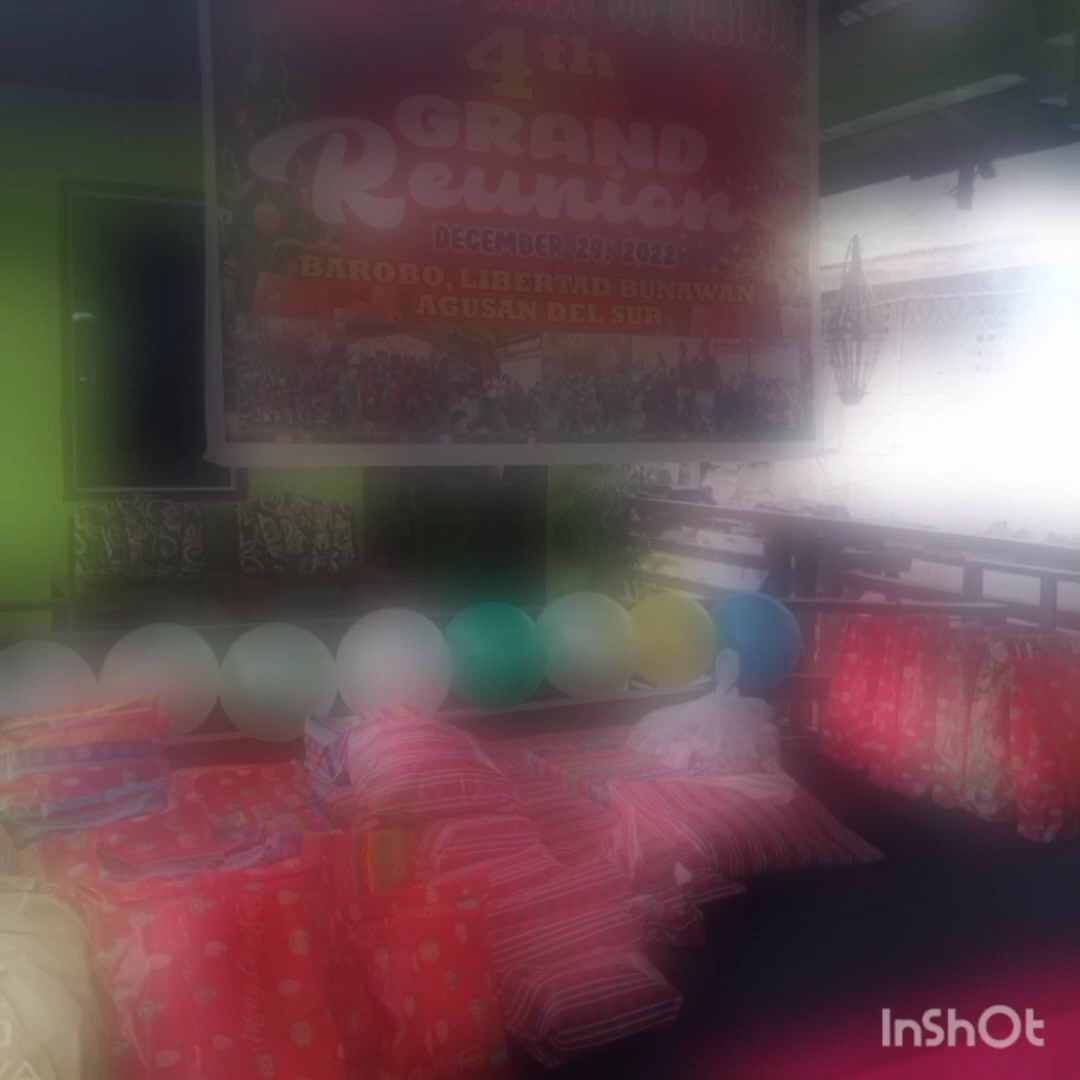 4th
GRAND
Reunion
DECEMBER 29, 2022
BAROBO, LIBERTAD BUNAWAN
AGUSAN DEL SUR
InShOt